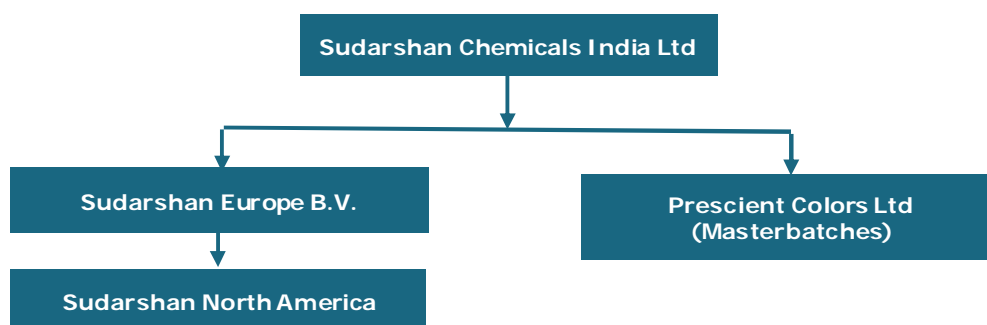 Sudarshan Chemicals India Ltd
Sudarshan Europe B.V.
Prescient Colors Ltd
(Masterbatches)
Sudarshan North America